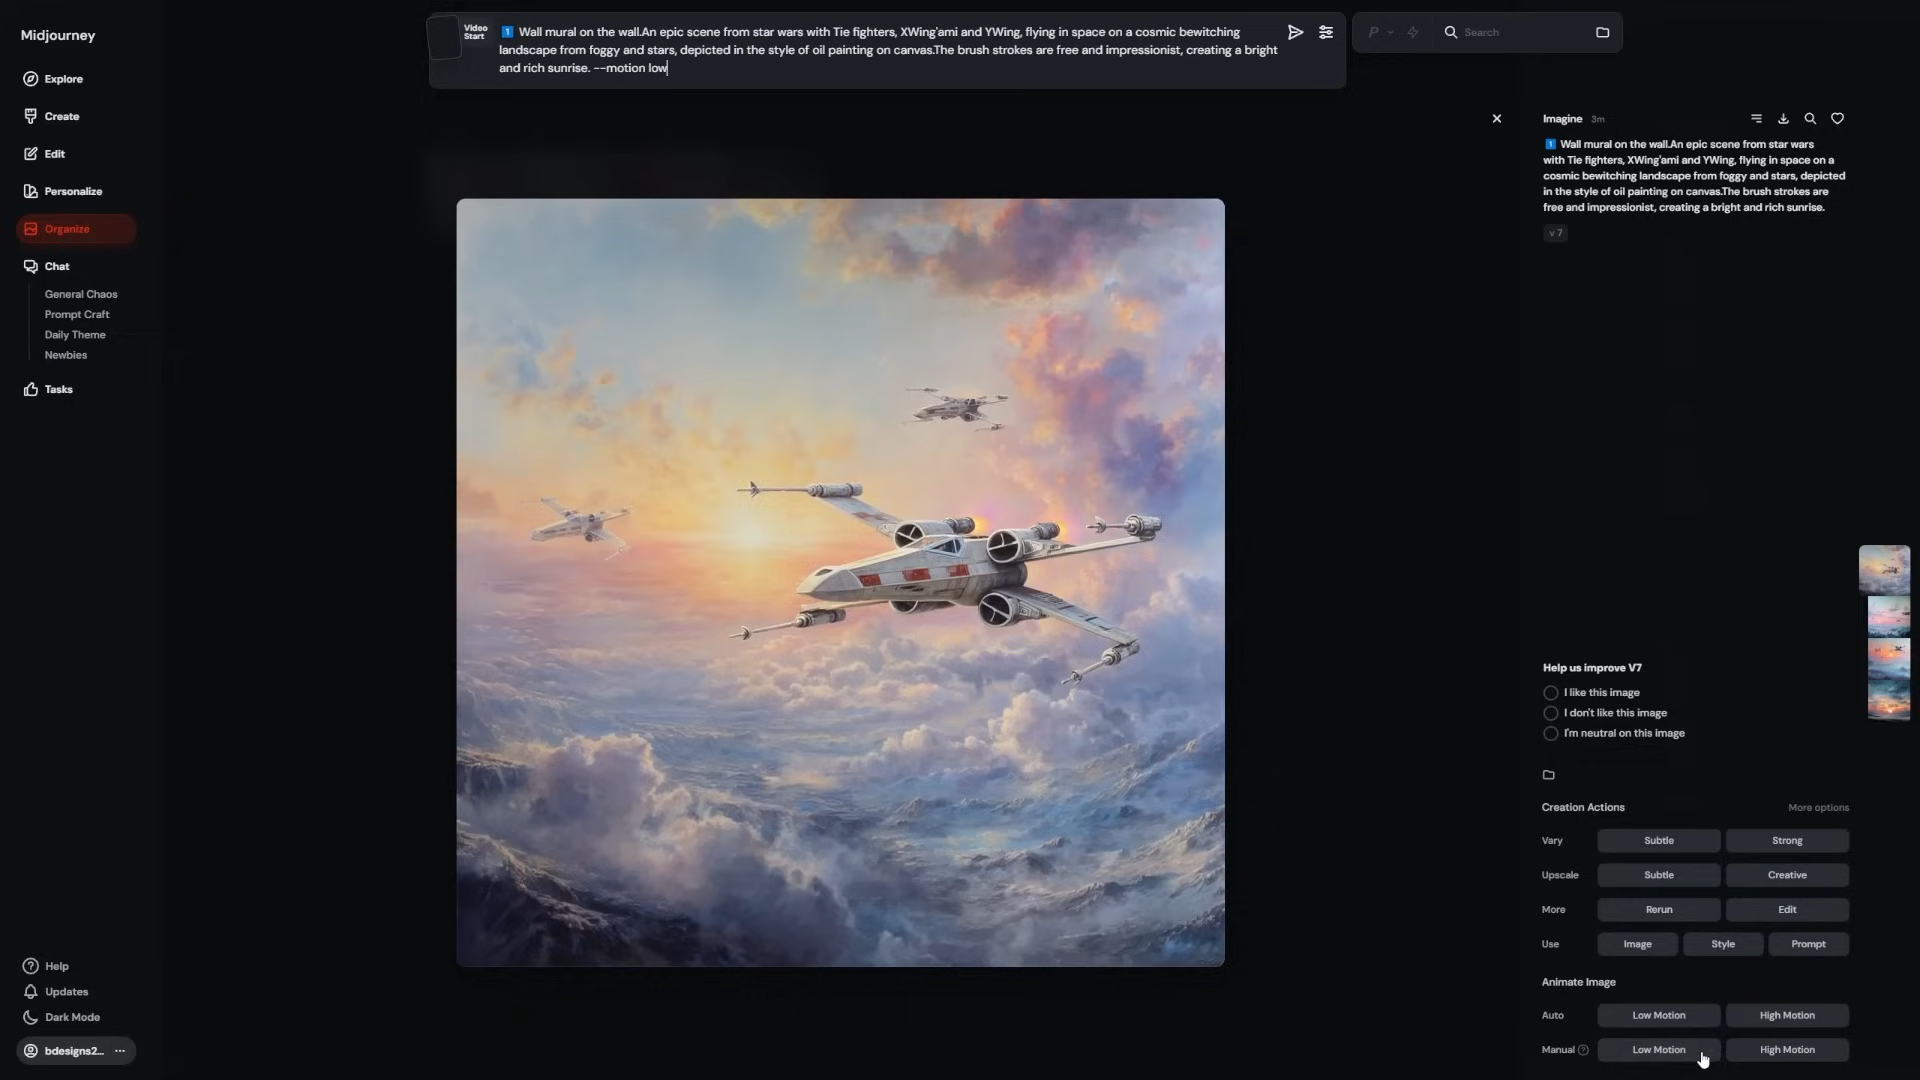 Midjourney
Explore
Create
Edit
Personalize
Organize
Chat
General Chaos
Prompt Craft
Daily Theme
Newbies
Tasks
Help
Updates
Dark Mode
bdesigns2... ...
Video
Start
1 Wall mural on the wall.An epic scene from star wars with Tie fighters, XWing'ami and YWing, flying in space on a cosmic bewitching
landscape from foggy and stars, depicted in the style of oil painting on canvas.The brush strokes are free and impressionist, creating a bright
and rich sunrise. --motion low
P
Search
Imagine 3m
1 Wall mural on the wall.An epic scene from star wars
with Tie fighters, XWing'ami and YWing, flying in space on a
cosmic bewitching landscape from foggy and stars, depicted
in the style of oil painting on canvas.The brush strokes are
free and impressionist, creating a bright and rich sunrise.
v 7
Help us improve V7
I like this image
I don't like this image
I'm neutral on this image
Creation Actions More options
Vary Subtle Strong
Upscale Subtle Creative
More Rerun Edit
Use Image Style Prompt
Animate Image
Auto Low Motion High Motion
Manual Low Motion High Motion